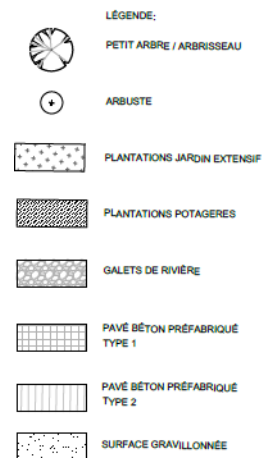 LÉGENDE:
PETIT ARBRE / ARBRISSEAU
ARBUSTE
PLANTATIONS JARDIN EXTENSIF
PLANTATIONS POTAGERES
GALETS DE RIVIÈRE
PAVÉ BÉTON PRÉFABRIQUÉ
TYPE 1
PAVÉ BÉTON PRÉFABRIQUÉ
TYPE 2
SURFACE GRAVILLONNÉE